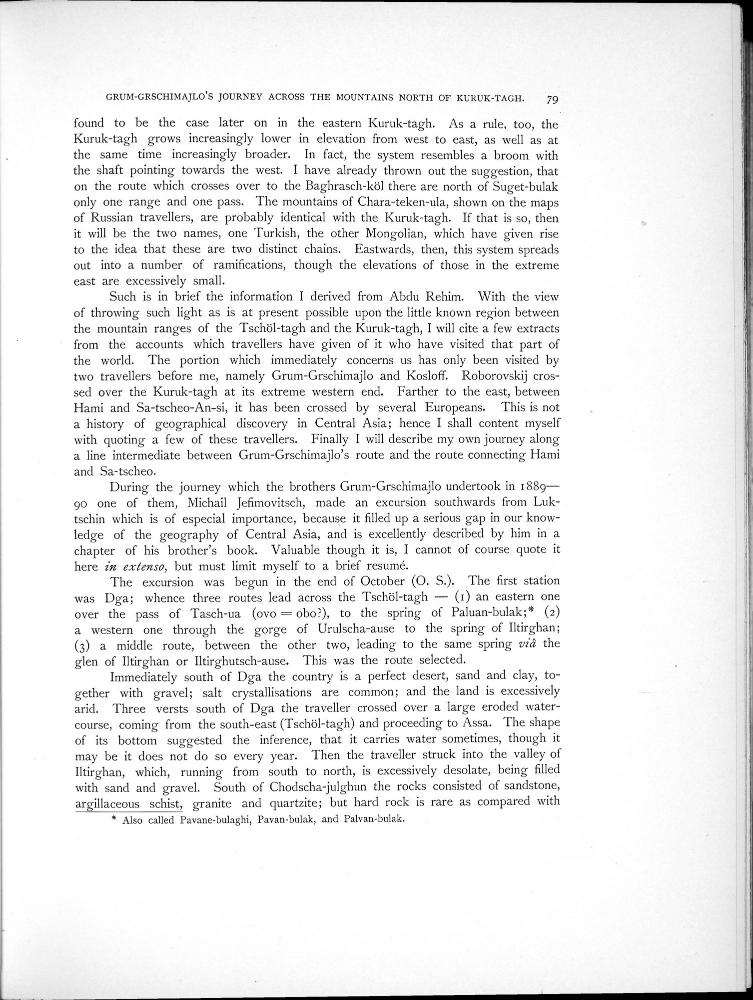 GRUM-GRSCHIMAJLO'S JOURNEY ACROSS THE MOUNTAINS NORTH OF KURUK-TAGH. 79
found to be the case later on in the eastern Kuruk-tagh. As a rule, too, the
Kuruk-tagh grows increasingly lower in elevation from west to east, as well as at
the same time increasingly broader. In fact, the system resembles a broom with
the shaft pointing towards the west. I have already thrown out the suggestion, that
on the route which crosses over to the Baghrasch-köl there are north of Suget-bulak
only one range and one pass. The mountains of Chara-teken-ula, shown on the maps
of Russian travellers, are probably identical with the Kuruk-tagh. If that is so, then
it will be the two names, one Turkish, the other Mongolian, which have given rise
to the idea that these are two distinct chains. Eastwards, then, this system spreads
out into a number of ramifications, though the elevations of those in the extreme
east are excessively small.
Such is in brief the information I derived from Abdu Rehim. With the view
of throwing such light as is at present possible upon the little known region between
the mountain ranges of the Tschöl-tagh and the Kuruk-tagh, I will cite a few extracts
from the accounts which travellers have given of it who have visited that part of
the world. The portion which immediately concerns us has only been visited by
two travellers before me, namely Grum-Grschimajlo and Kosloff. Roborovskij cros-
sed over the Kuruk-tagh at its extreme western end. Farther to the east, between
Hami and Sa-tscheo-An-si, it has been crossed by several Europeans. This is not
a history of geographical discovery in Central Asia; hence I shall content myself
with quoting a few of these travellers. Finally I will describe my own journey along
a line intermediate between Grum-Grschimajlo's route and the route connecting Hami
and Sa-tscheo.
During the journey which the brothers Grum-Grschimajlo undertook in 1889—
90 one of them, Michail Jefimovitsch, made an excursion southwards from Luk-
tschin which is of especial importance, because it filled up a serious gap in our know-
ledge of the geography of Central Asia, and is excellently described by him in a
chapter of his brother's book. Valuable though it is, I cannot of course quote it
here in extenso, but must limit myself to a brief resumé.
The excursion was begun in the end of October (O. S.). The first station
was Dga; whence three routes lead across the Tschöl-tagh — (1) an eastern one
over the pass of Tasch-ua (ovo = obo?), to the spring of Paluan-bulak;* (2)
a western one through the gorge of Urulscha-ause to the spring of Iltirghan;
(3) a middle route, between the other two, leading to the same spring viâ the
glen of Iltirghan or Iltirghutsch-ause. This was the route selected.
Immediately south of Dga the country is a perfect desert, sand and clay, to-
gether with gravel; salt crystallisations are common; and the land is excessively
arid. Three versts south of Dga the traveller crossed over a large eroded water-
course, coming from the south-east (Tschöl-tagh) and proceeding to Assa. The shape
of its bottom suggested the inference, that it carries water sometimes, though it
may be it does not do so every year. Then the traveller struck into the valley of
Iltirghan, which, running from south to north, is excessively desolate, being filled
with sand and gravel. South of Chodscha-julghun the rocks consisted of sandstone,
argillaceous schist, granite and quartzite; but hard rock is rare as compared with
* Also called Pavane-bulaghi, Pavan-bulak, and Palvan-bulak.